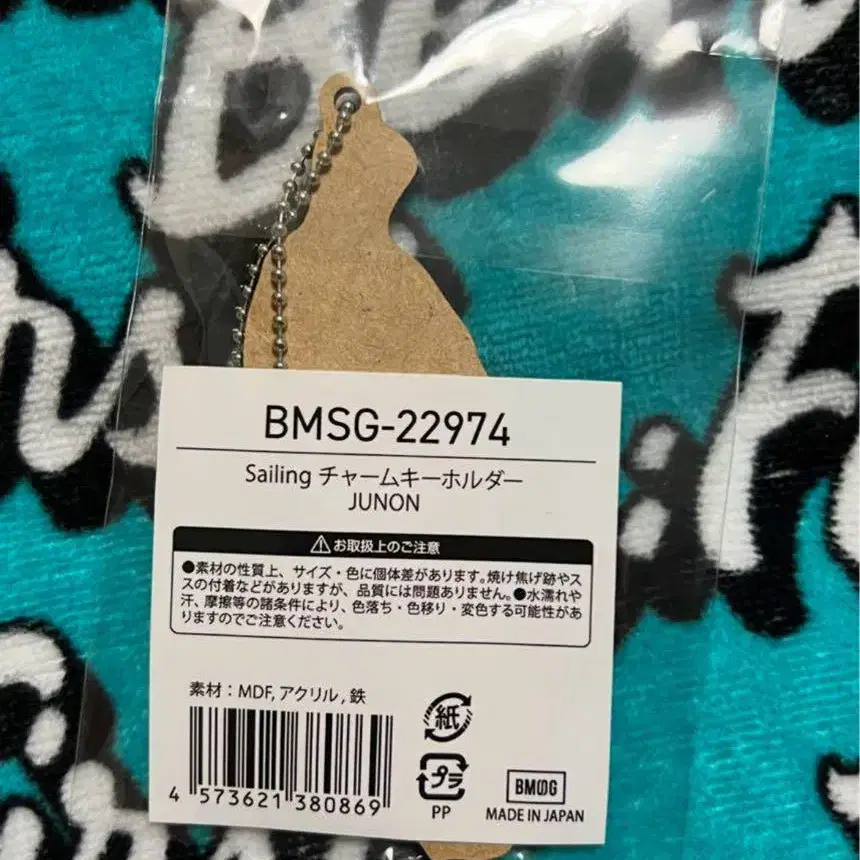 BMSG-22974
Sailing チャームキーホルダー
JUNON
お取扱上のご注意
●素材の性質上、サイズ・色に個体差があります。焼け焦げ跡やス
スの付着などがありますが、品質には問題ありません。●水濡れや
汗、摩擦等の諸条件により、色落ち・色移り・変色する可能性があ
りますのでご注意ください。
素材：MDF, アクリル, 鉄
4 573621 380869
紙
プラ
PP
BMSG
MADE IN JAPAN